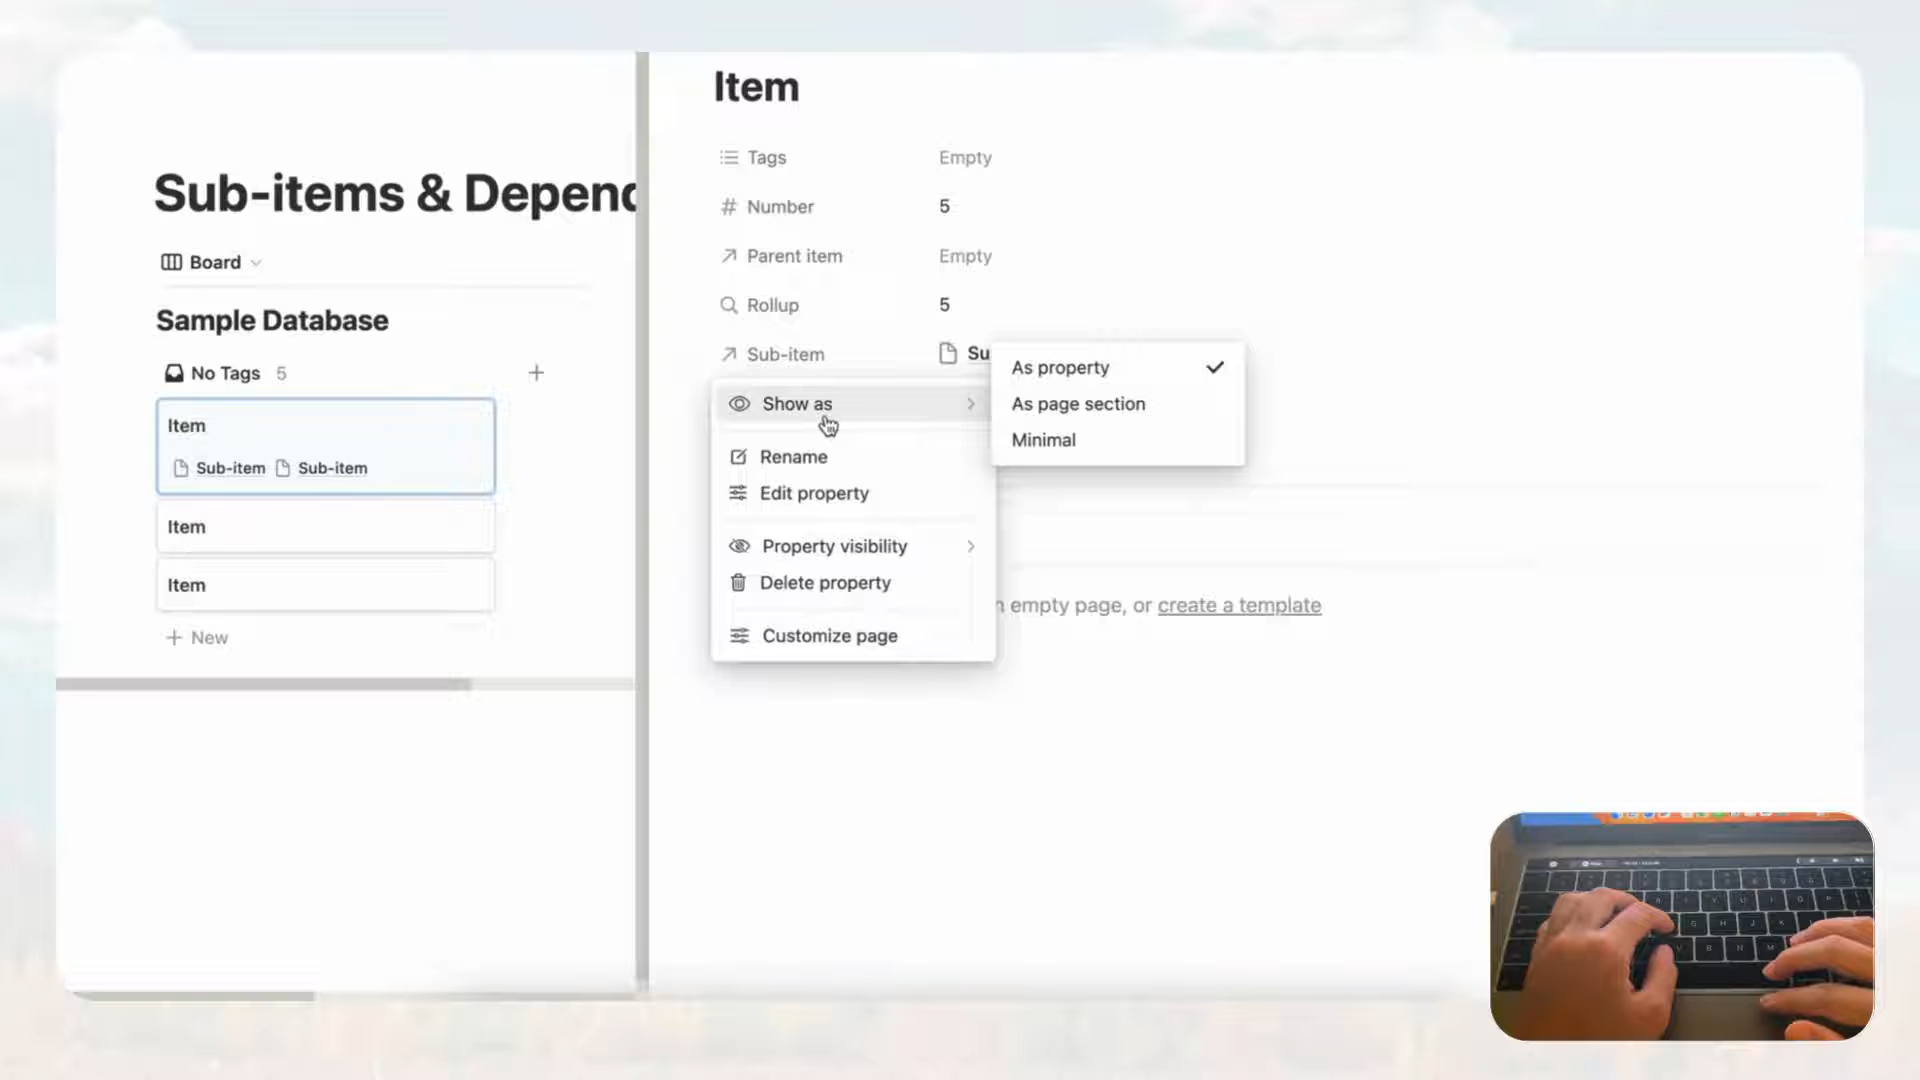 Sub-items & Depend
Board
Sample Database
No Tags 5
Item
Sub-item Sub-item
Item
Item
New
Item
Tags Empty
Number 5
Parent item Empty
Rollup 5
Sub-item Su
Show as
Rename
Edit property
Property visibility
Delete property
Customize page
As property
As page section
Minimal
n empty page, or create a template